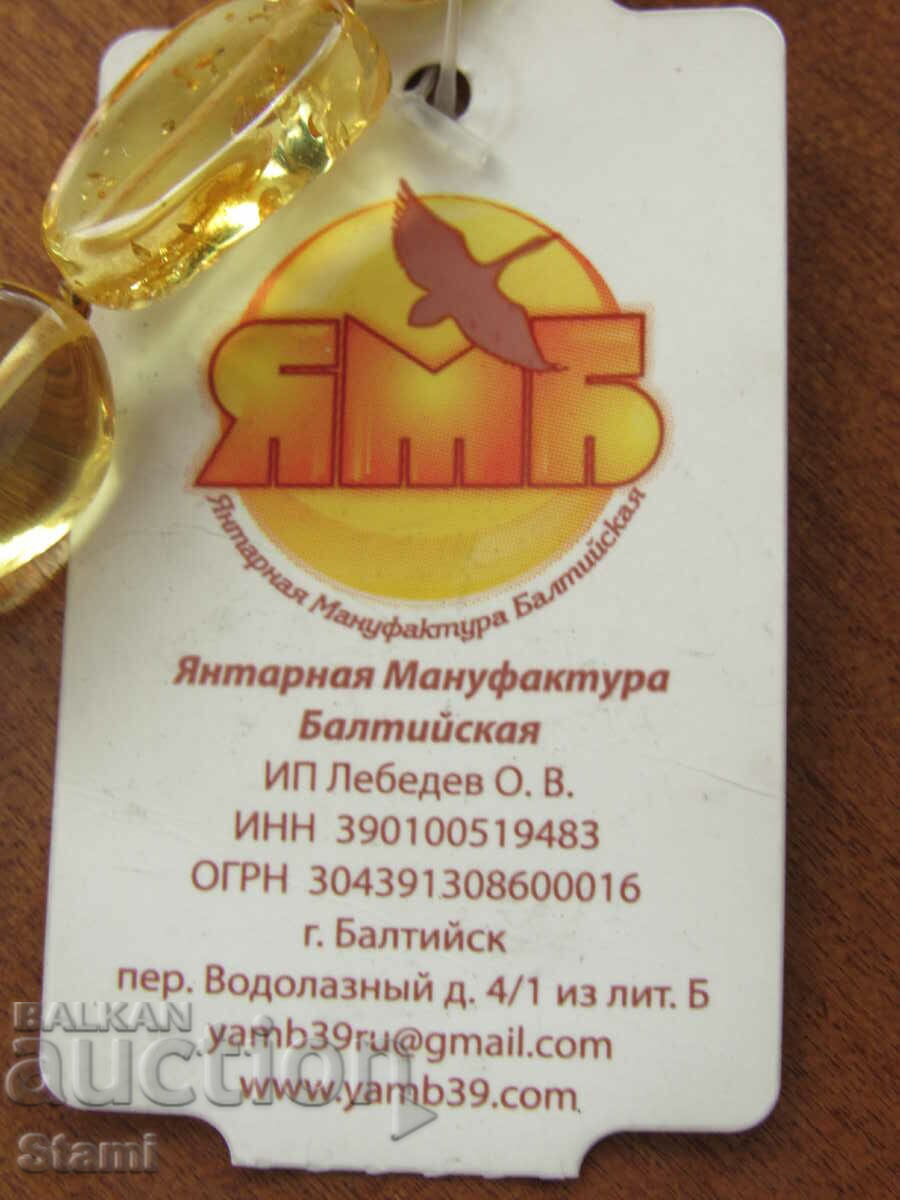 ЯМБ
Янтарная Мануфактура Балтийская
Янтарная Мануфактура
Балтийская
ИП Лебедев О. В.
ИНН 390100519483
ОГРН 304391308600016
г. Балтийск
пер. Водолазный д. 4/1 из лит. Б
yamb39ru@gmail.com
www.yamb39.com
BALKAN
auction
Stami